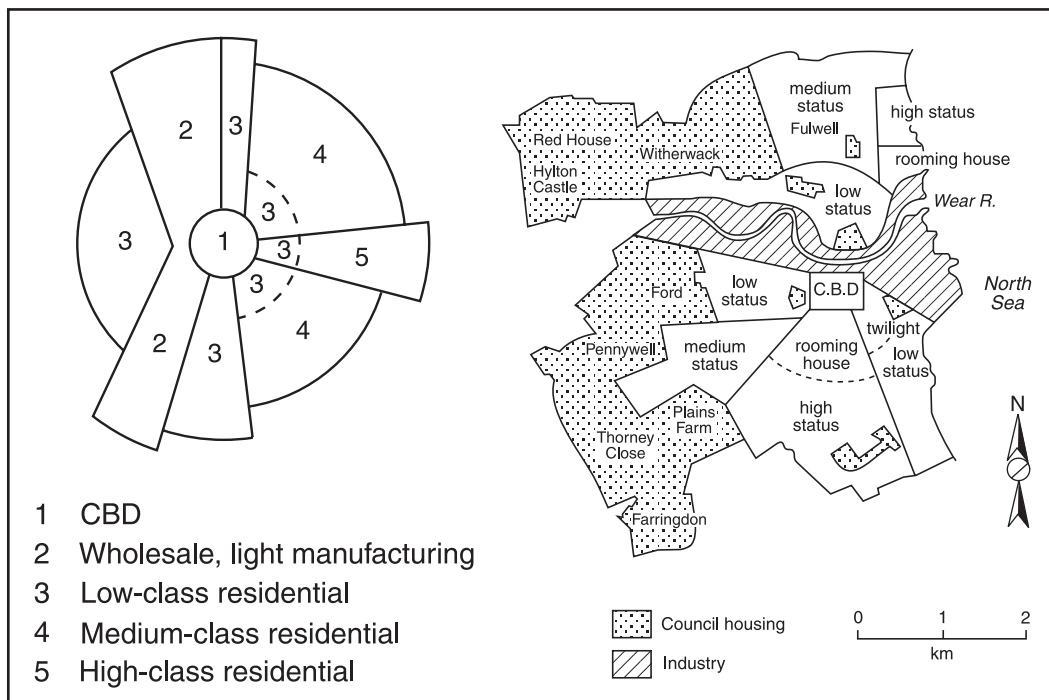 2
3
4
3
3
1
3
5
3
4
2
3
1 CBD
2 Wholesale, light manufacturing
3 Low-class residential
4 Medium-class residential
5 High-class residential
medium
status
Fulwell
high status
rooming house
Red House
Witherwack
Hylton
Castle
low
status
Wear R.
North
Sea
Ford
low
status
C.B.D
twilight
low
status
Pennywell
medium
status
rooming
house
high
status
Plains
Farm
Thorney
Close
Farringdon
N
Council housing
Industry
0 1 2
km